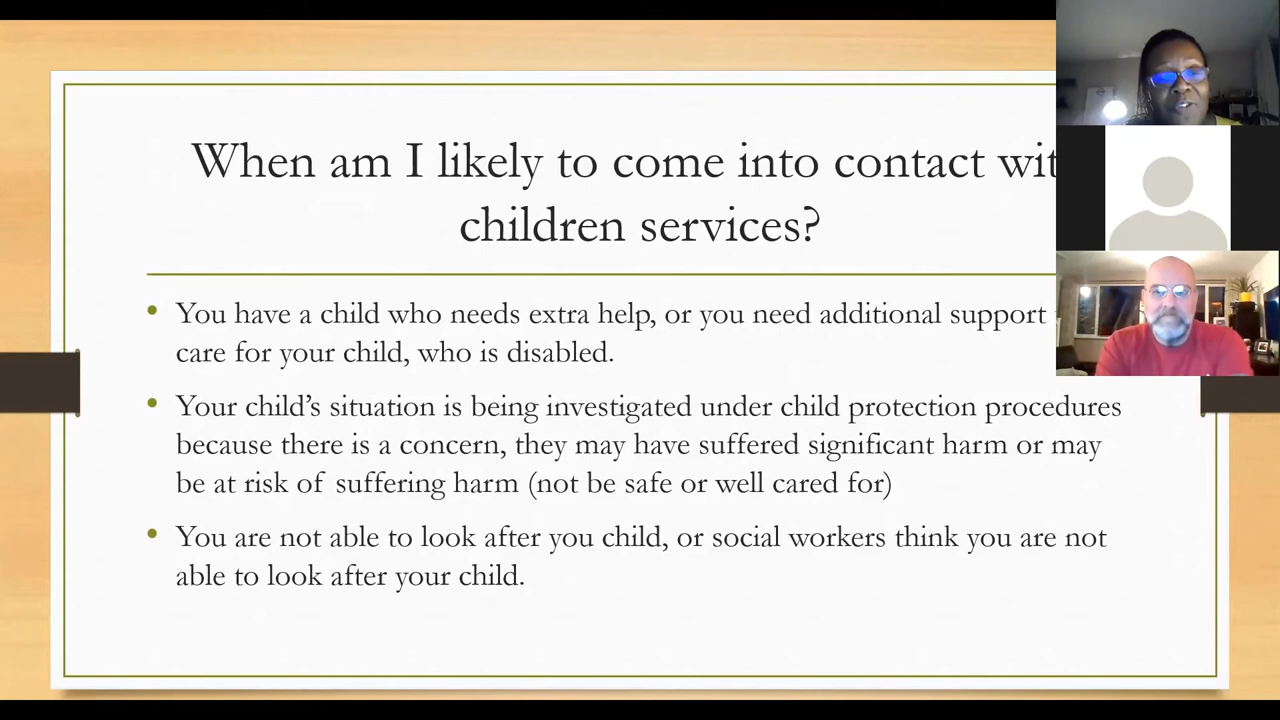 When am I likely to come into contact
children services?
• You have a child who needs extra help, or you need additional support
care for your child, who is disabled.
• Your child’s situation is being investigated under child protection procedures
because there is a concern, they may have suffered significant harm or may
be at risk of suffering harm (not be safe or well cared for)
• You are not able to look after you child, or social workers think you are not
able to look after your child.